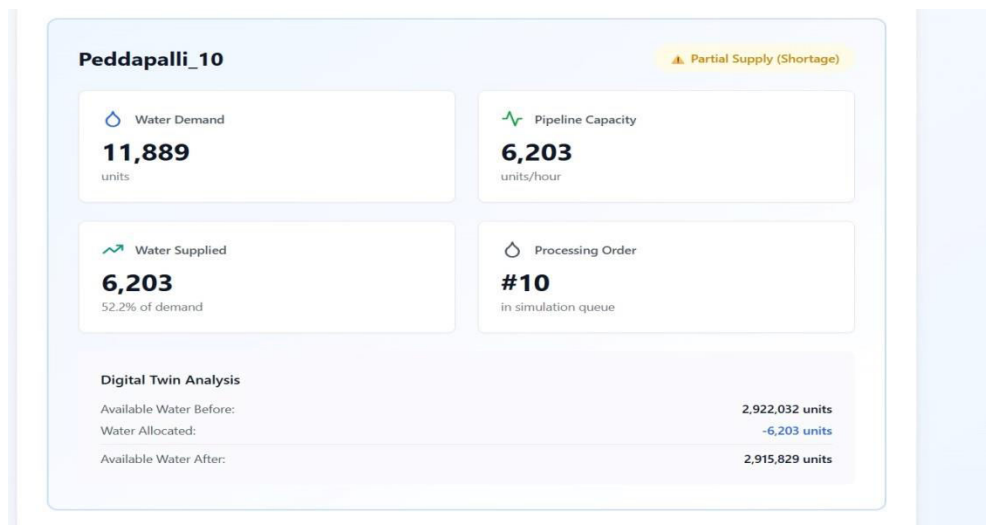 Peddapalli_10
Partial Supply (Shortage)
Water Demand
11,889
units
Pipeline Capacity
6,203
units/hour
Water Supplied
6,203
52.2% of demand
Processing Order
#10
in simulation queue
Digital Twin Analysis
Available Water Before: 2,922,032 units
Water Allocated: -6,203 units
Available Water After: 2,915,829 units